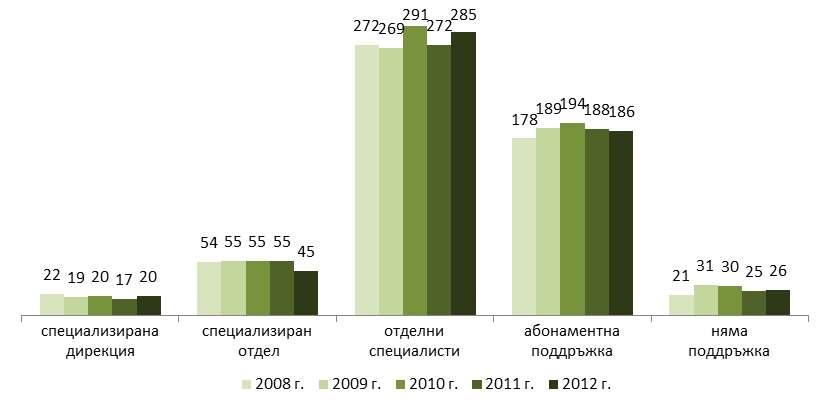 272 269 291 272 285
178 189 194 188 186
54 55 55 55 45
22 19 20 17 20
21 31 30 25 26
специализирана дирекция
специализиран отдел
отделни специалисти
абонаментна поддръжка
няма поддръжка
2008 г. 2009 г. 2010 г. 2011 г. 2012 г.